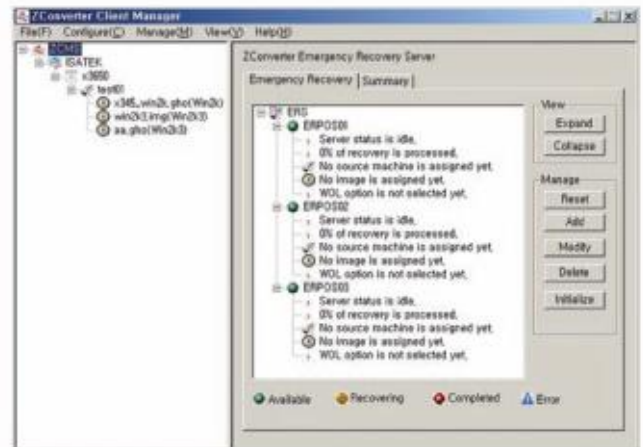 ZConverter Client Manager
File(F) Configure(C) Manage(M) View(V) Help(H)
ZCMS
ISATEK
x3650
test01
x345_win2k.gho(Win2k)
win2k3.img(Win2k3)
aa.gho(Win2k3)
ZConverter Emergency Recovery Server
Emergency Recovery Summary
ERS
ERPOS01
Server status is idle.
0% of recovery is processed.
No source machine is assigned yet.
No image is assigned yet.
WOL option is not selected yet.
ERPOS02
Server status is idle.
0% of recovery is processed.
No source machine is assigned yet.
No image is assigned yet.
WOL option is not selected yet.
ERPOS03
Server status is idle.
0% of recovery is processed.
No source machine is assigned yet.
No image is assigned yet.
WOL option is not selected yet.
View
Expand
Collapse
Manage
Reset
Add
Modify
Delete
Initialize
Available Recovering Completed Error